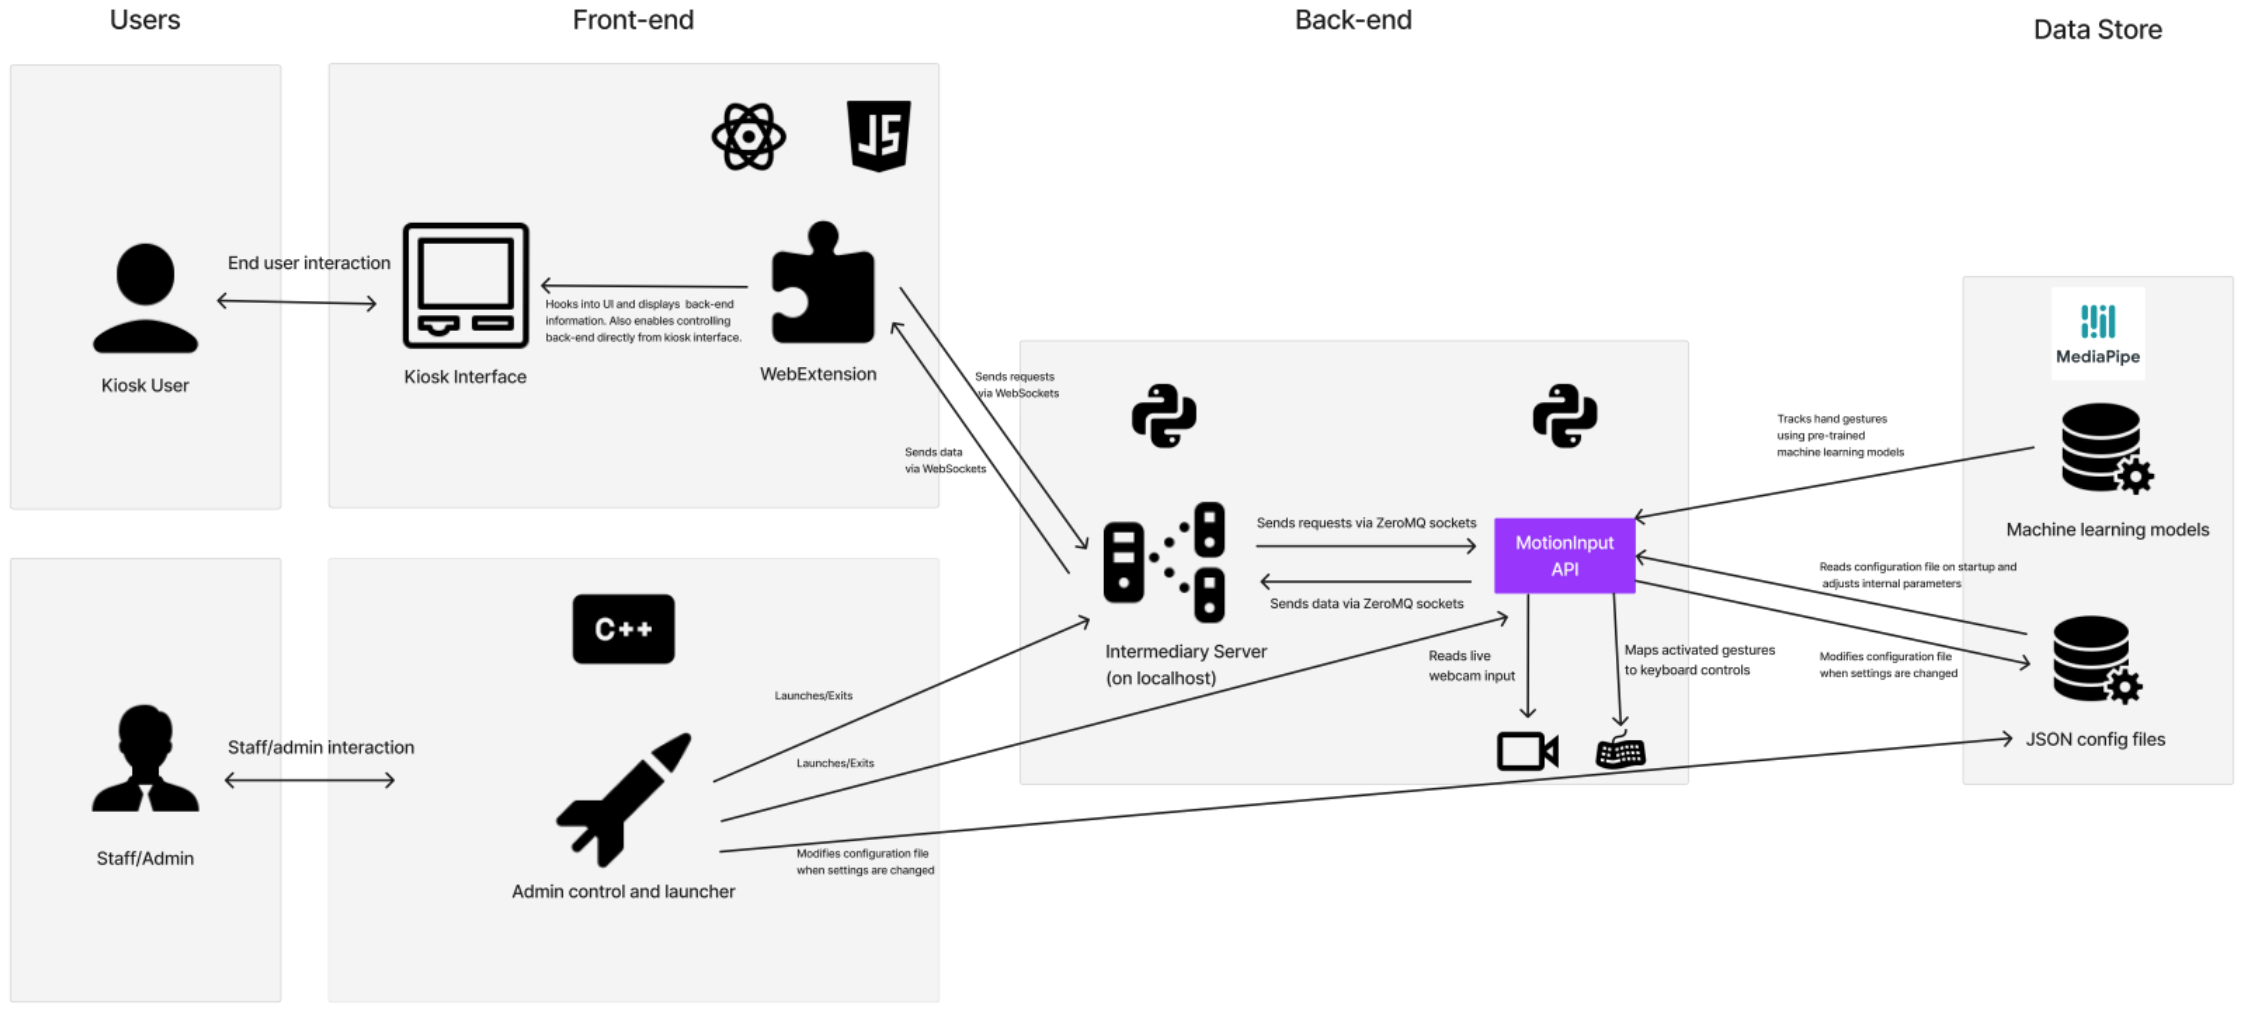 Users
Front-end
Back-end
Data Store
JS
End user interaction
Hooks into UI and displays back-end
information. Also enables controlling
back-end directly from kiosk interface.
Kiosk User
Kiosk Interface
WebExtension
Sends requests
via WebSockets
Sends data
via WebSockets
MediaPipe
Tracks hand gestures
using pre-trained
machine learning models
Machine learning models
Sends requests via ZeroMQ sockets
MotionInput
API
Sends data via ZeroMQ sockets
Reads configuration file on startup and
adjusts internal parameters
C++
Intermediary Server
(on localhost)
Reads live
webcam input
Maps activated gestures
to keyboard controls
Modifies configuration file
when settings are changed
Launches/Exits
Staff/admin interaction
Launches/Exits
JSON config files
Staff/Admin
Modifies configuration file
when settings are changed
Admin control and launcher